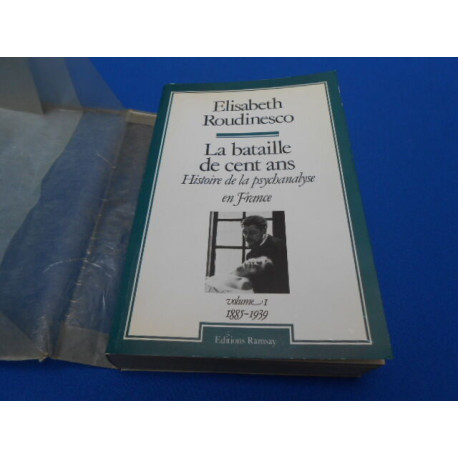 Elisabeth
Roudinesco
La bataille
de cent ans
Histoire de la psychanalyse
en France
volume 1
1885-1939
Editions Ramsay